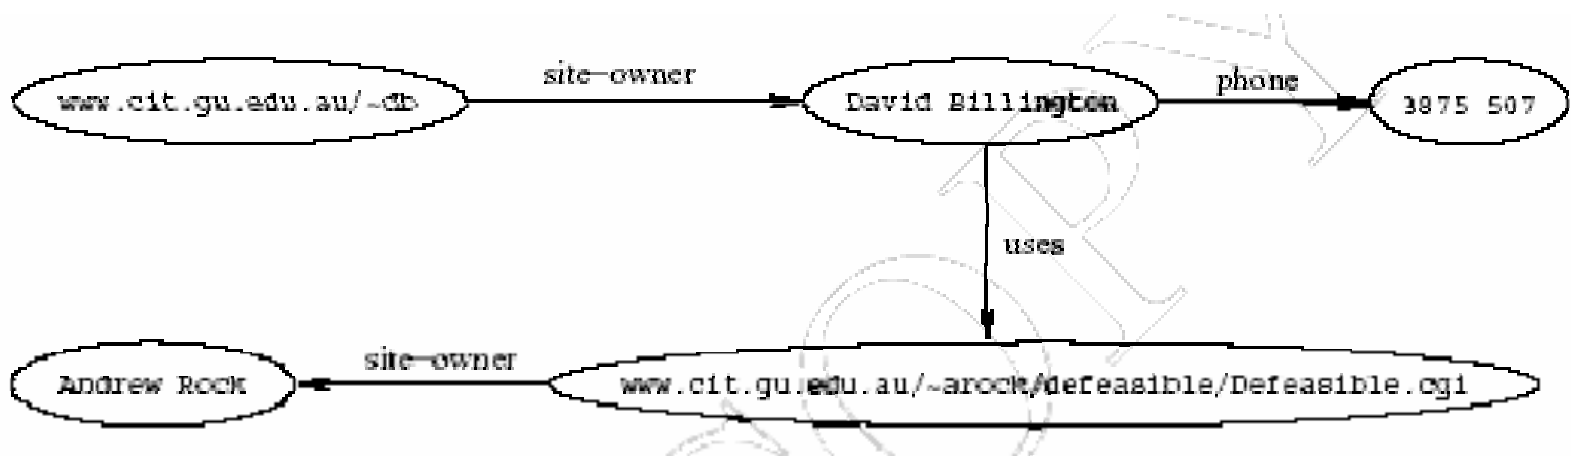 site-owner
phone
www.cit.gu.edu.au/~db
David Billington
3875 507
uses
site-owner
Andrew Rock
www.cit.gu.edu.au/~arock/defeasible/Defeasible.cgi